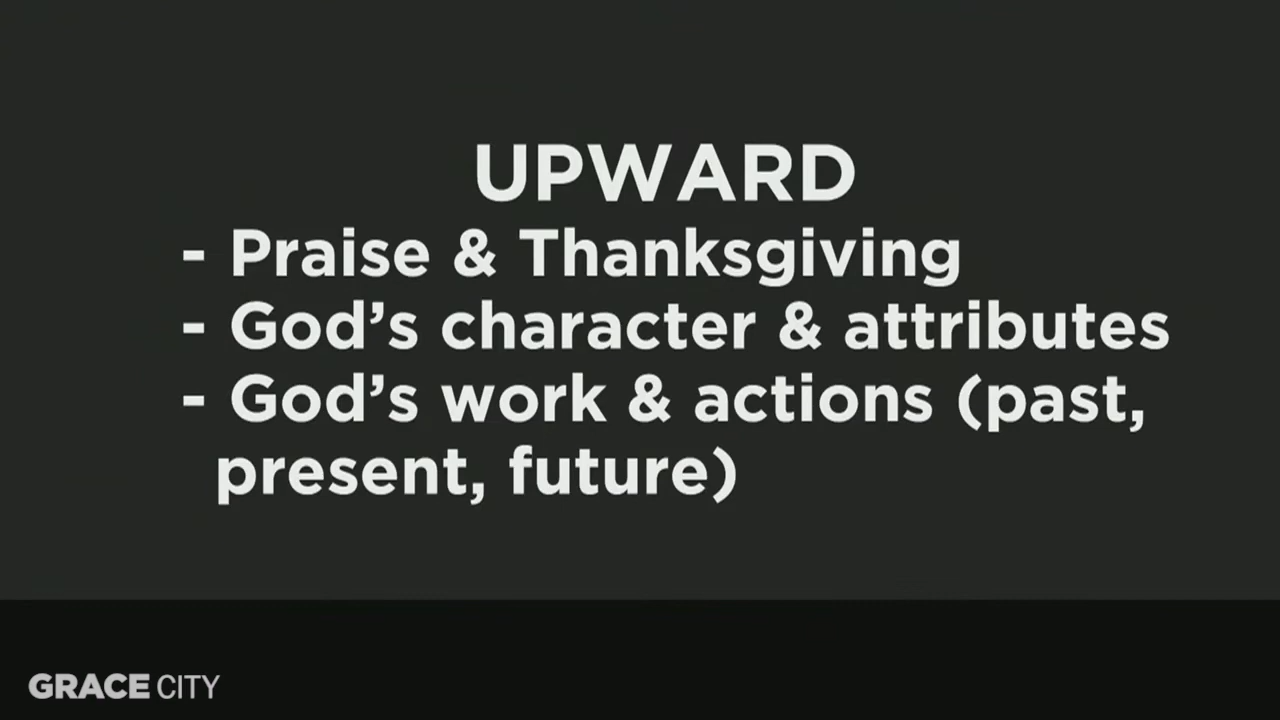 UPWARD
- Praise & Thanksgiving
- God’s character & attributes
- God’s work & actions (past,
present, future)
GRACE CITY